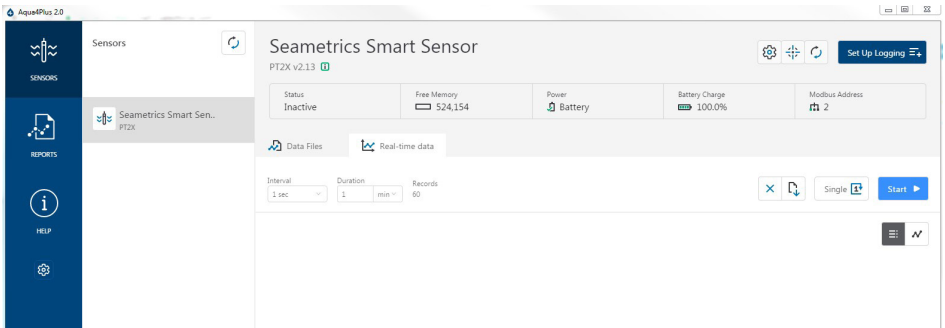 Aqua4Plus 2.0
SENSORS
REPORTS
HELP
Sensors
Seametrics Smart Sen..
PT2X
Seametrics Smart Sensor
PT2X v2.13
Set Up Logging
Status
Inactive
Free Memory
524,154
Power
Battery
Battery Charge
100.0%
Modbus Address
2
Data Files
Real-time data
Interval
1 sec
Duration
1 min
Records
60
Single 1
Start